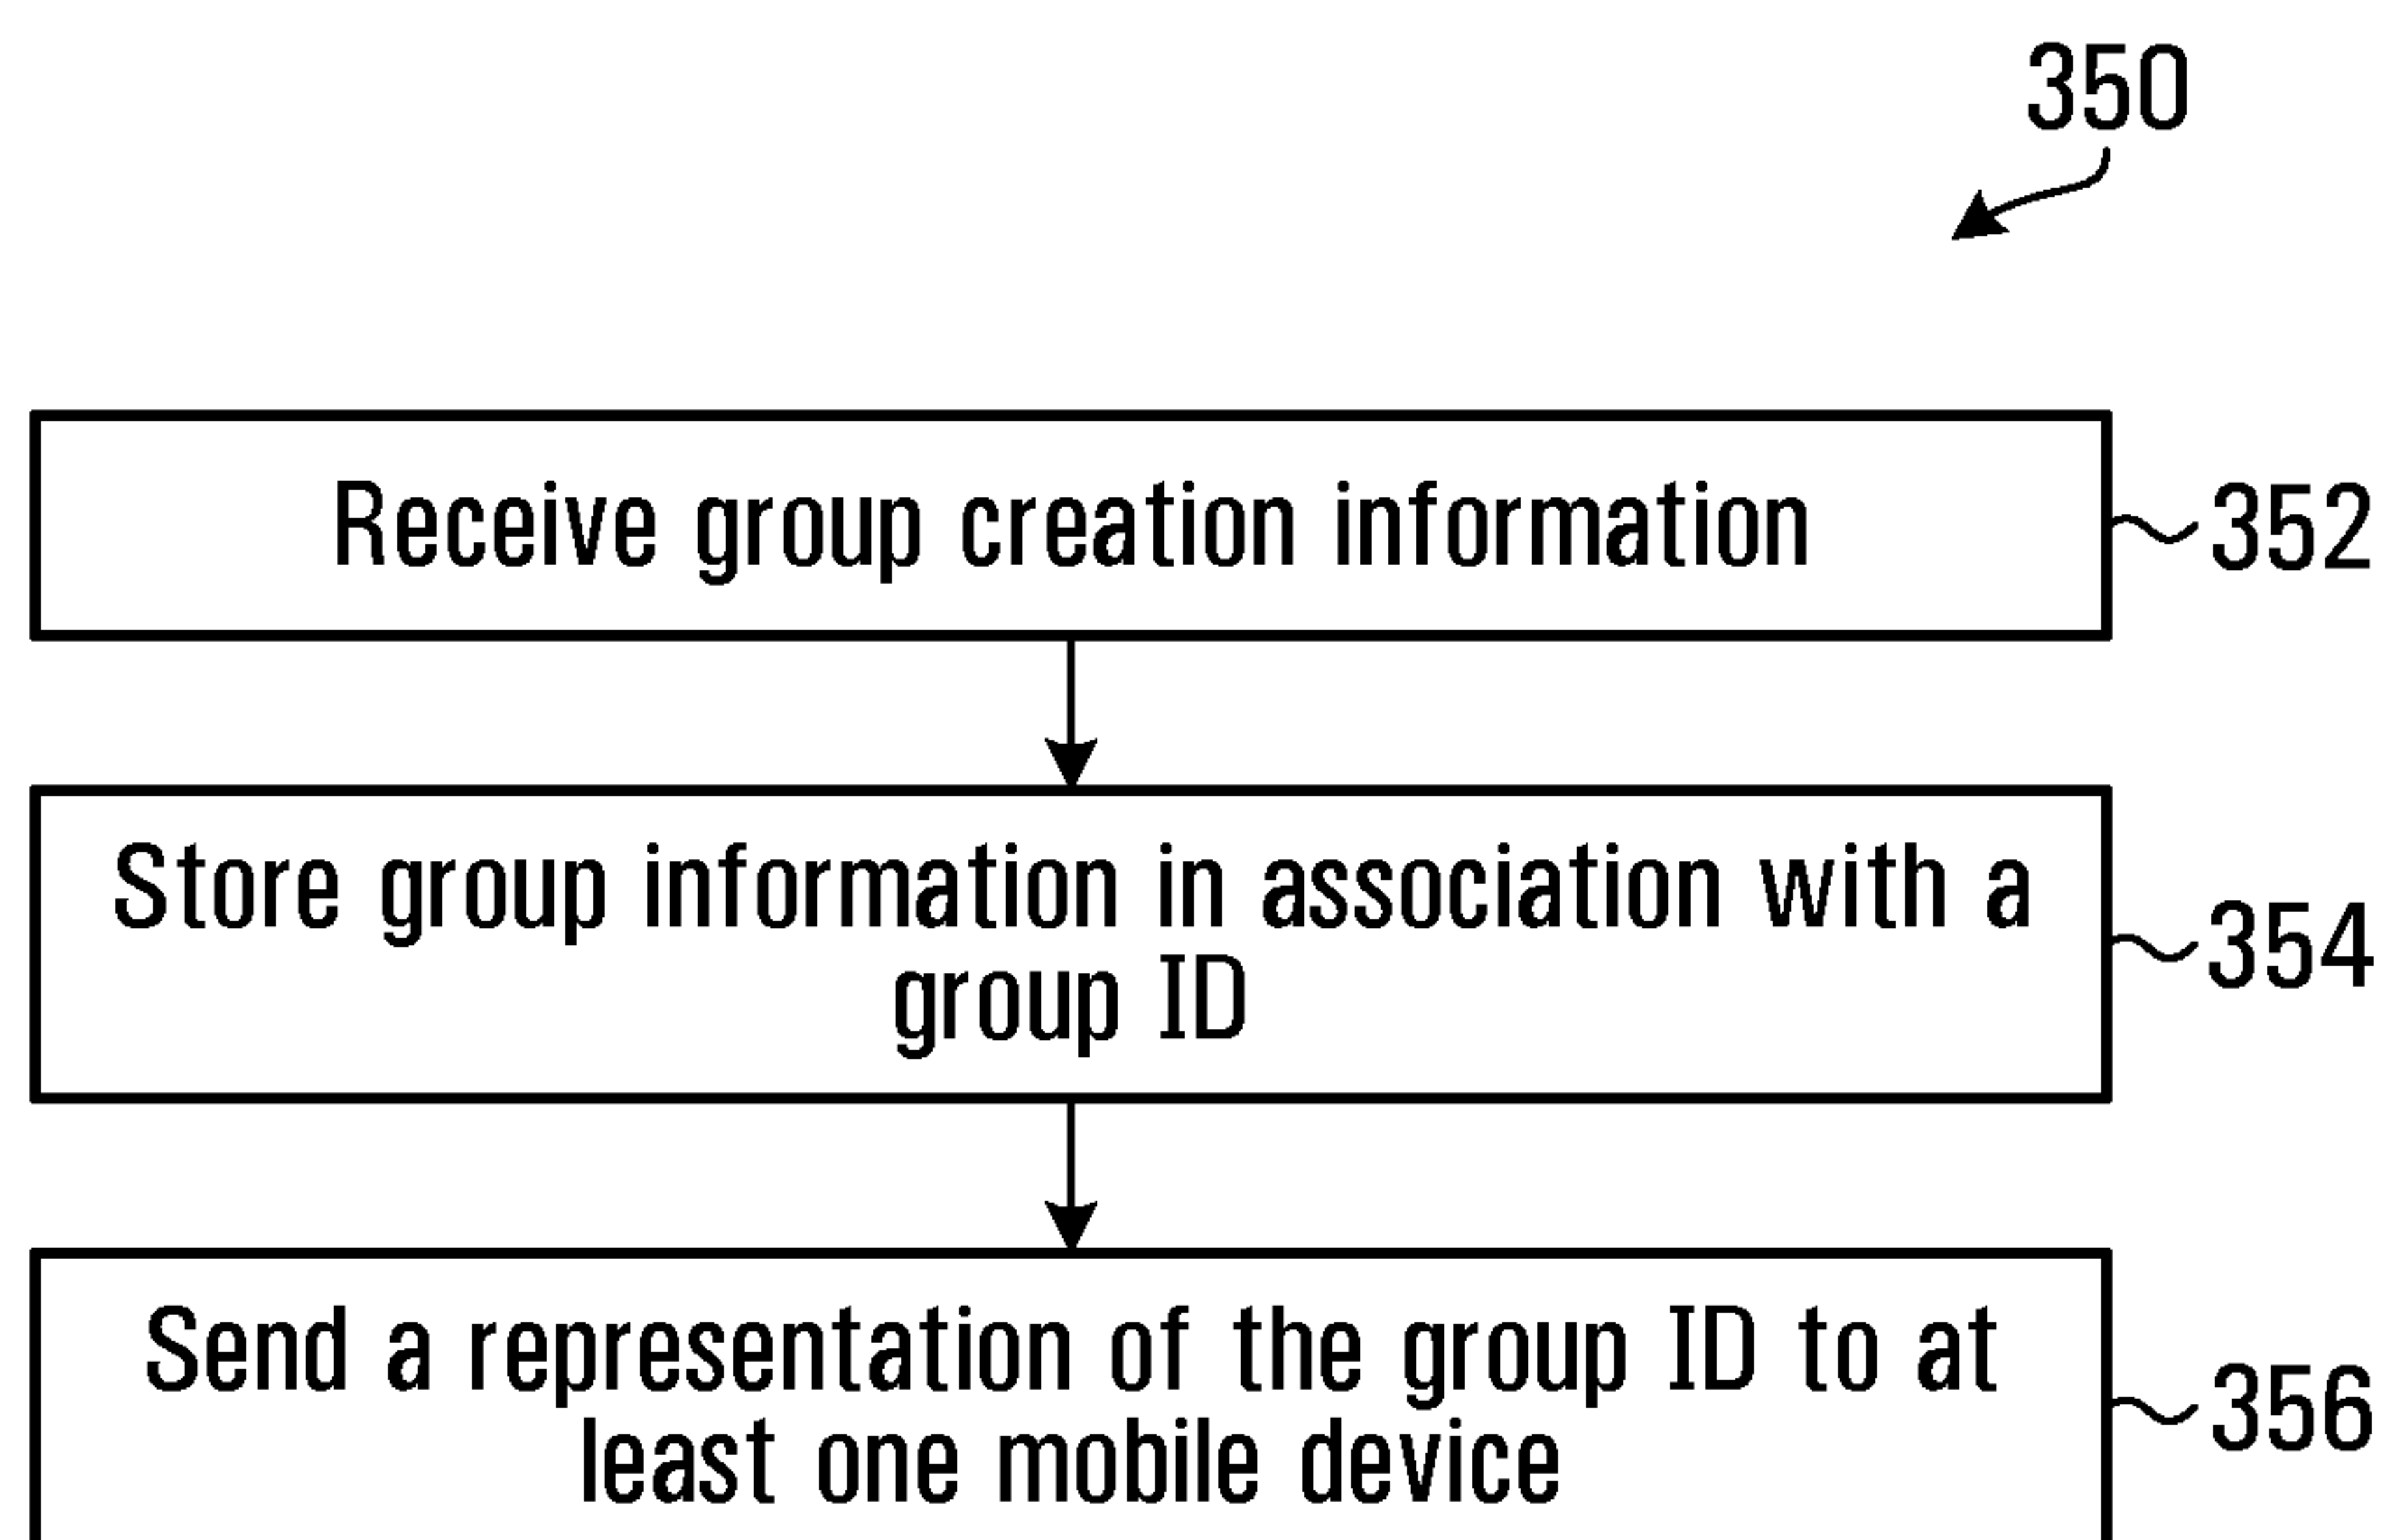 350
Receive group creation information
352
Store group information in association with a
group ID
354
Send a representation of the group ID to at
least one mobile device
356